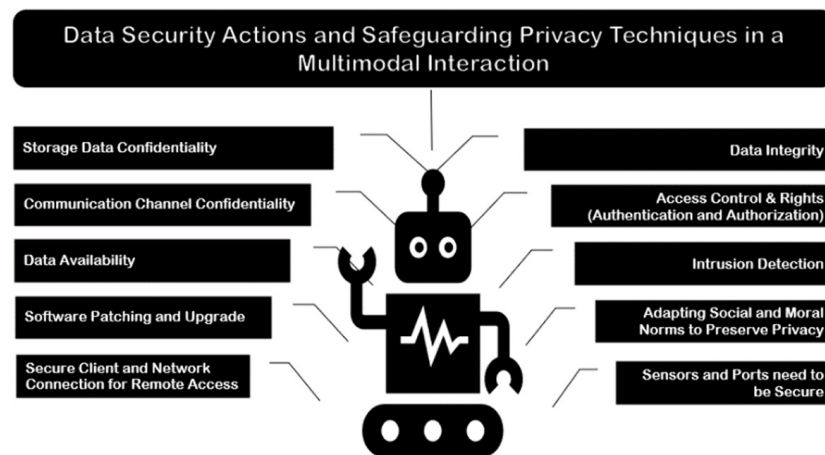 Data Security Actions and Safeguarding Privacy Techniques in a
Multimodal Interaction
Storage Data Confidentiality
Communication Channel Confidentiality
Data Availability
Software Patching and Upgrade
Secure Client and Network
Connection for Remote Access
Data Integrity
Access Control & Rights
(Authentication and Authorization)
Intrusion Detection
Adapting Social and Moral
Norms to Preserve Privacy
Sensors and Ports need to
be Secure